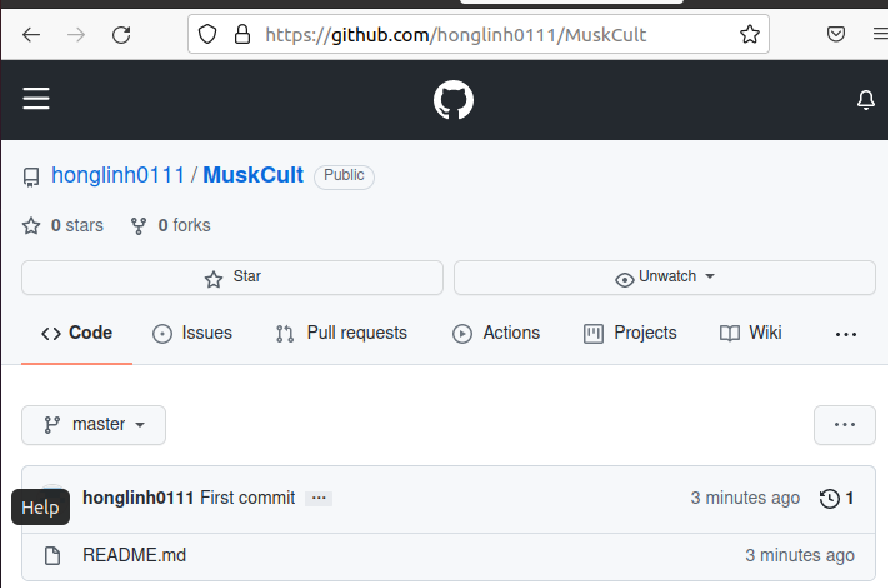 https://github.com/honglinh0111/MuskCult
honglinh0111 / MuskCult Public
0 stars 0 forks
Star Unwatch
Code Issues Pull requests Actions Projects Wiki ...
master ...
honglinh0111 First commit ... 3 minutes ago 1
Help
README.md 3 minutes ago